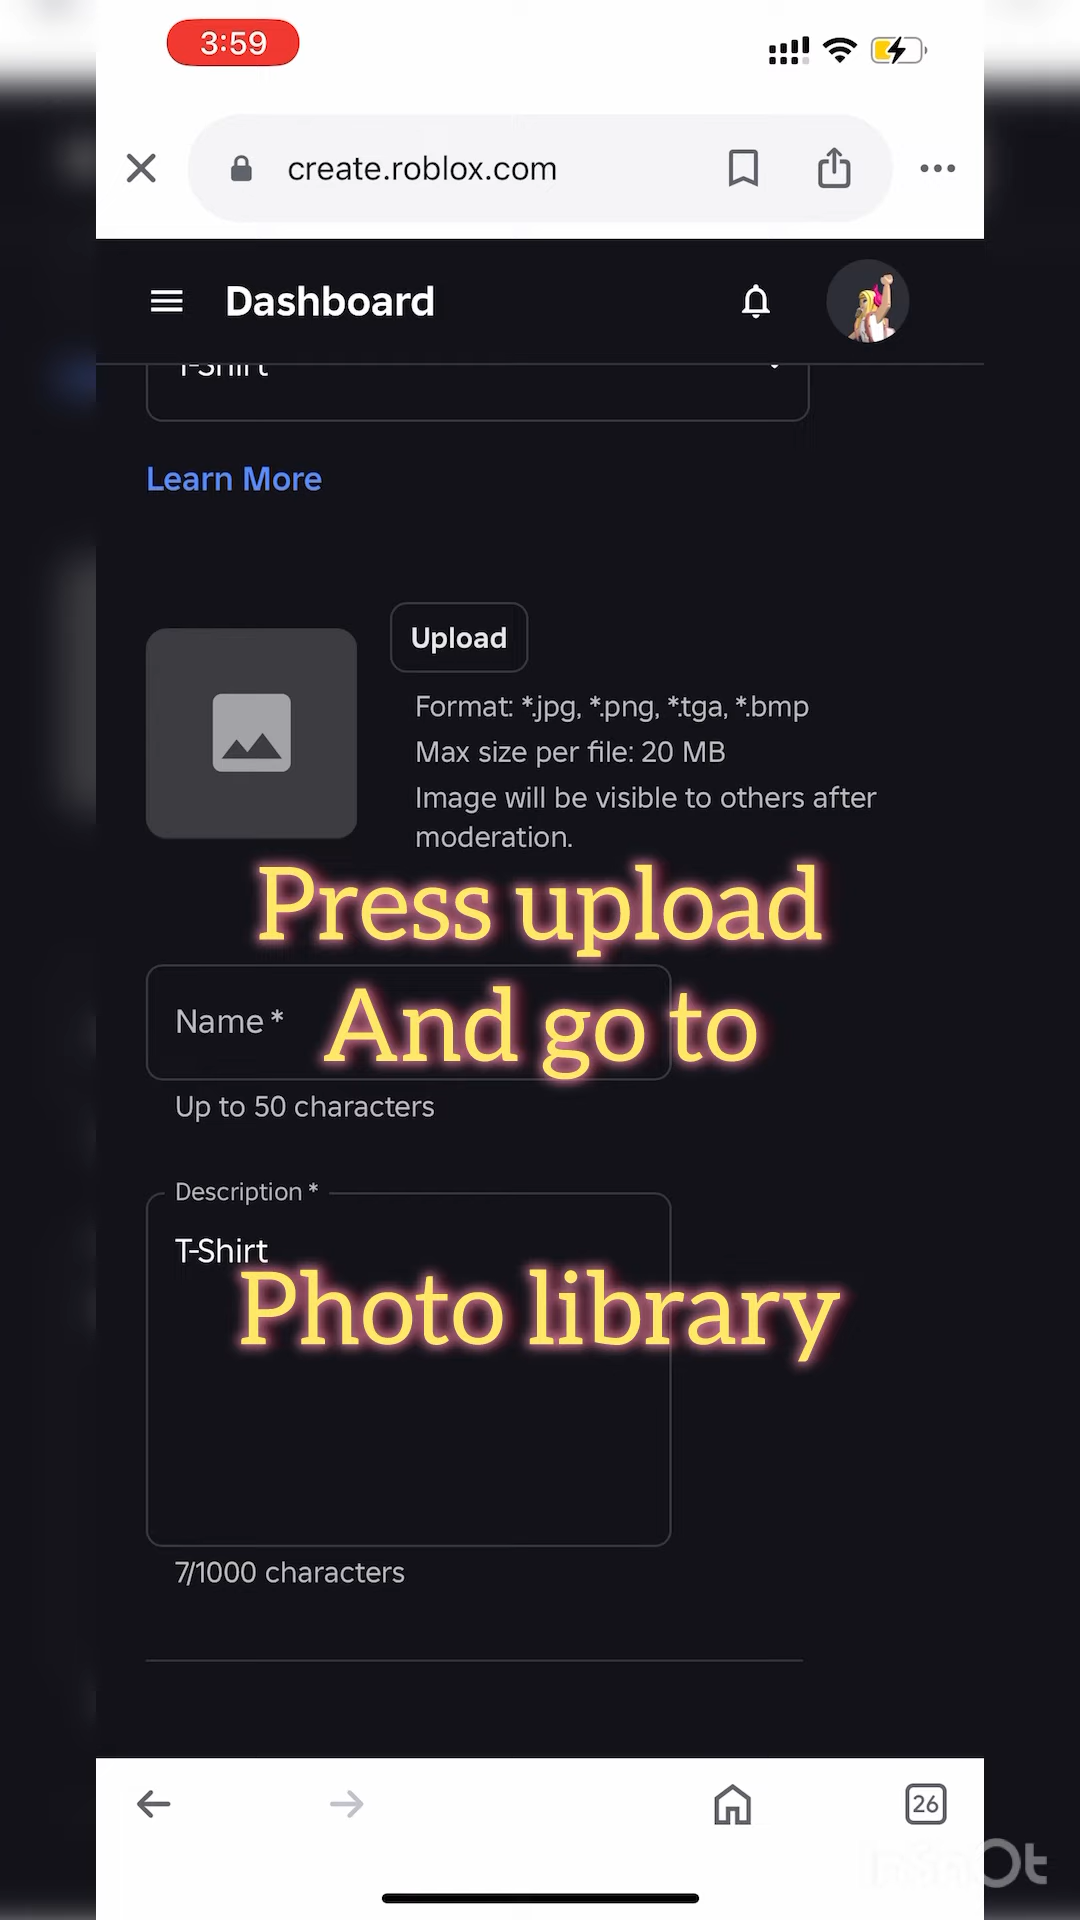 3:59
create.roblox.com
Dashboard
T-Shirt
Learn More
Upload
Format: *.jpg, *.png, *.tga, *.bmp
Max size per file: 20 MB
Image will be visible to others after
moderation.
Press upload
Name *
And go to
Up to 50 characters
Description *
T-Shirt
Photo library
7/1000 characters
26
InShOt